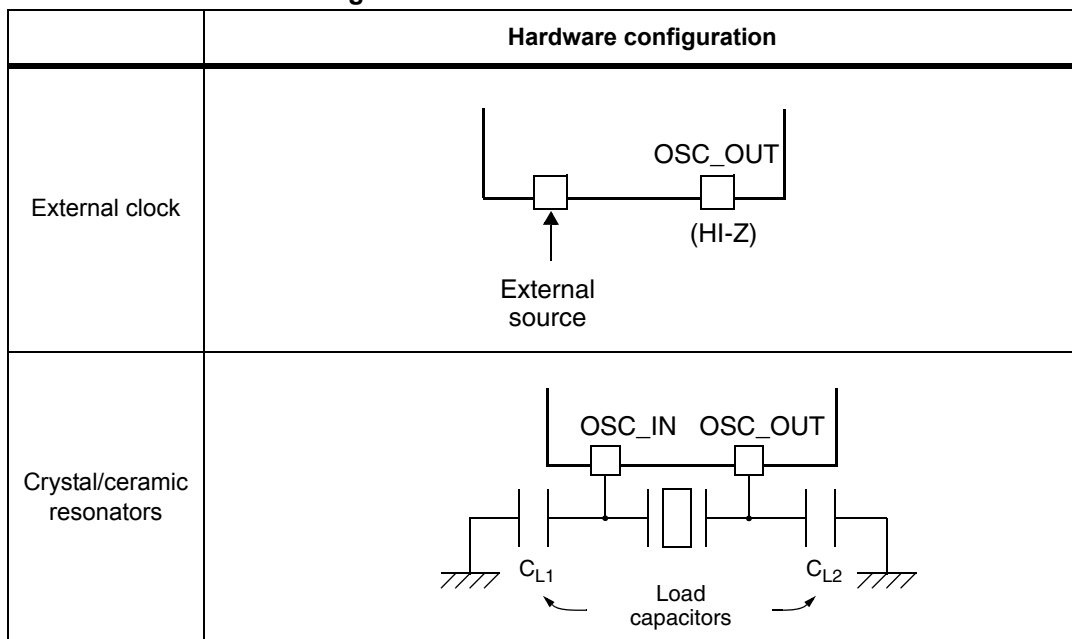 Hardware configuration
External clock
OSC_OUT
(HI-Z)
External
source
Crystal/ceramic
resonators
OSC_IN OSC_OUT
CL1
CL2
Load
capacitors